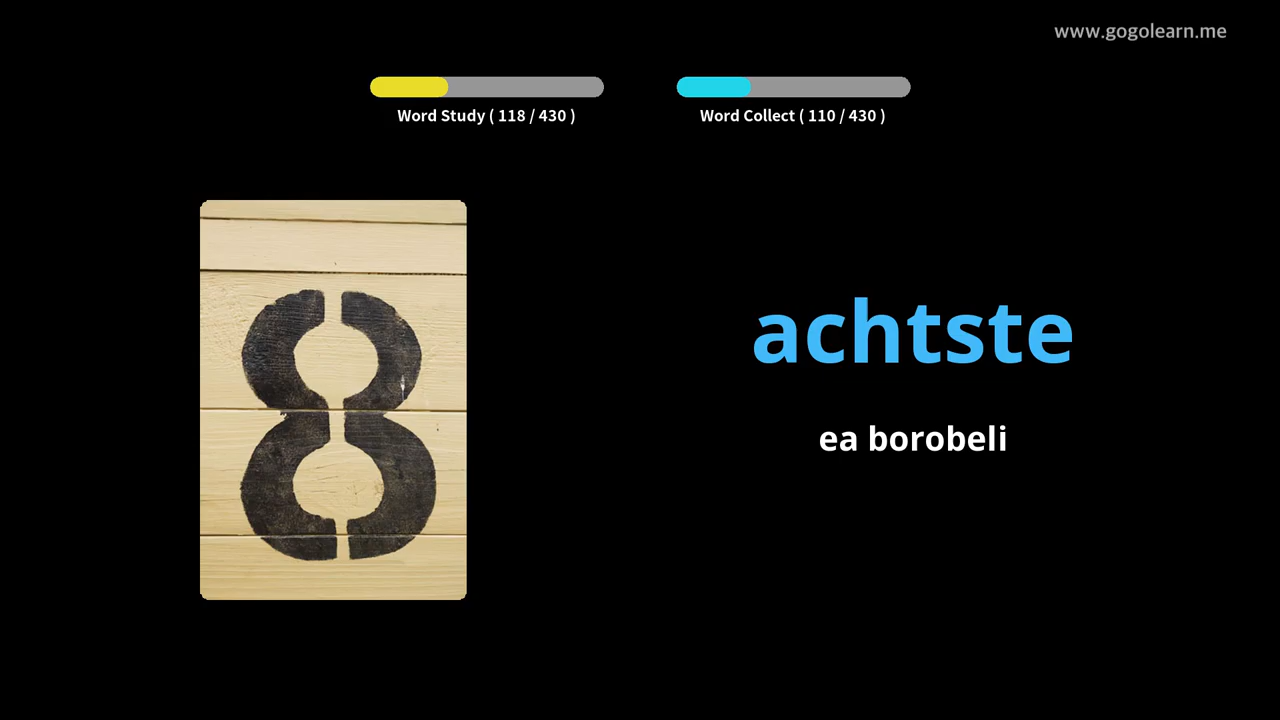 www.gogolearn.me
Word Study ( 118 / 430 )
Word Collect ( 110 / 430 )
8
achtste
ea borobeli